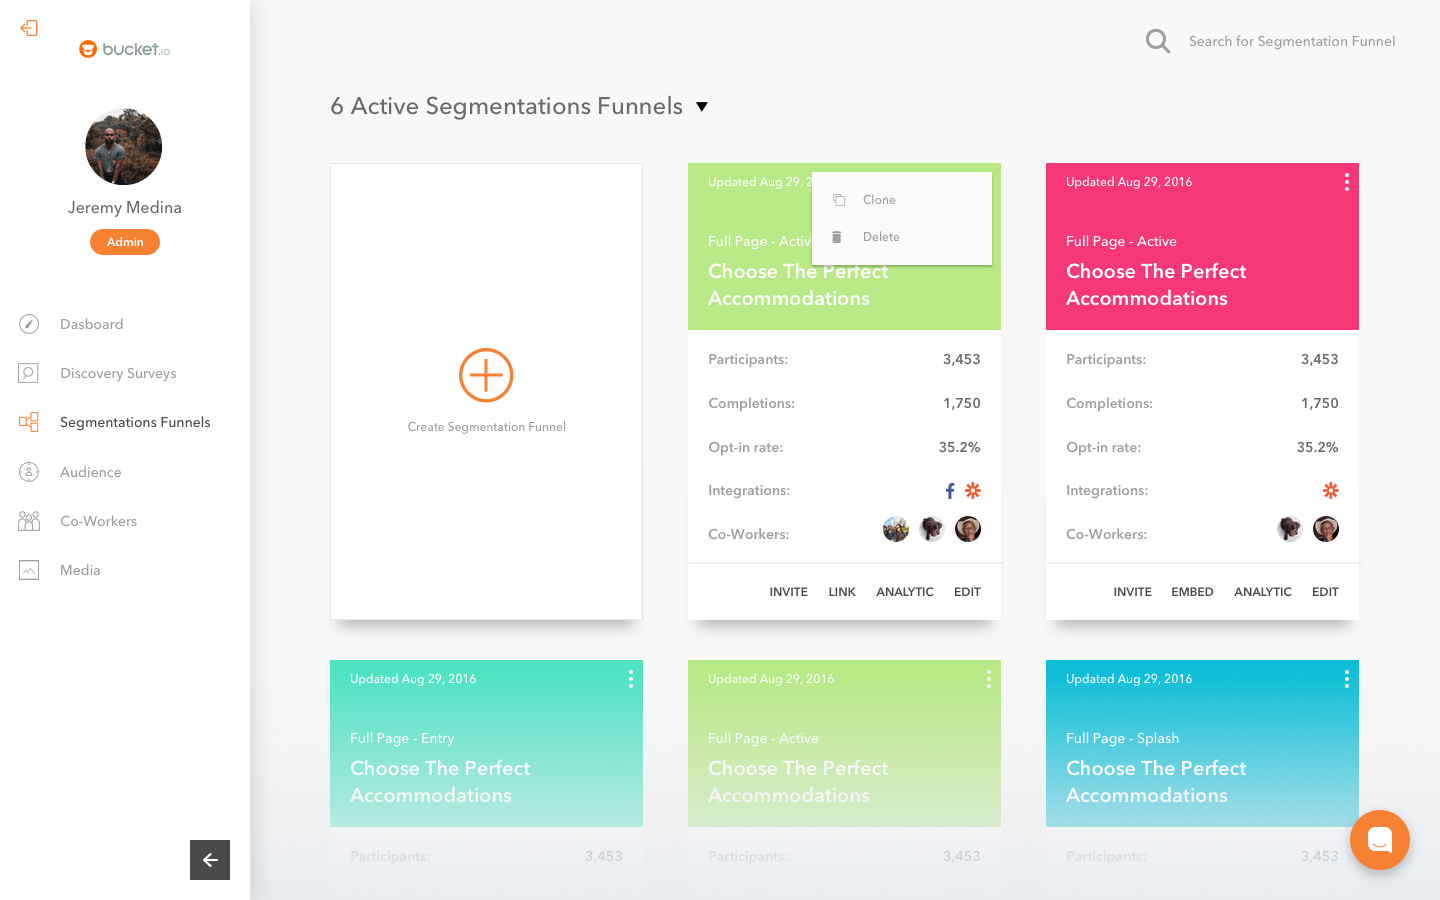 bucket.io
Jeremy Medina
Admin
Dasboard
Discovery Surveys
Segmentations Funnels
Audience
Co-Workers
Media
Search for Segmentation Funnel
6 Active Segmentations Funnels
Create Segmentation Funnel
Updated Aug 29, 2
Clone
Delete
Full Page - Activ
Choose The Perfect
Accommodations
Participants: 3,453
Completions: 1,750
Opt-in rate: 35.2%
Integrations:
Co-Workers:
INVITE LINK ANALYTIC EDIT
Updated Aug 29, 2016
Full Page - Active
Choose The Perfect
Accommodations
Participants: 3,453
Completions: 1,750
Opt-in rate: 35.2%
Integrations:
Co-Workers:
INVITE EMBED ANALYTIC EDIT
Updated Aug 29, 2016
Full Page - Entry
Choose The Perfect
Accommodations
Participants: 3,453
Updated Aug 29, 2016
Full Page - Active
Choose The Perfect
Accommodations
Participants: 3,453
Updated Aug 29, 2016
Full Page - Splash
Choose The Perfect
Accommodations
Participants: 3,453